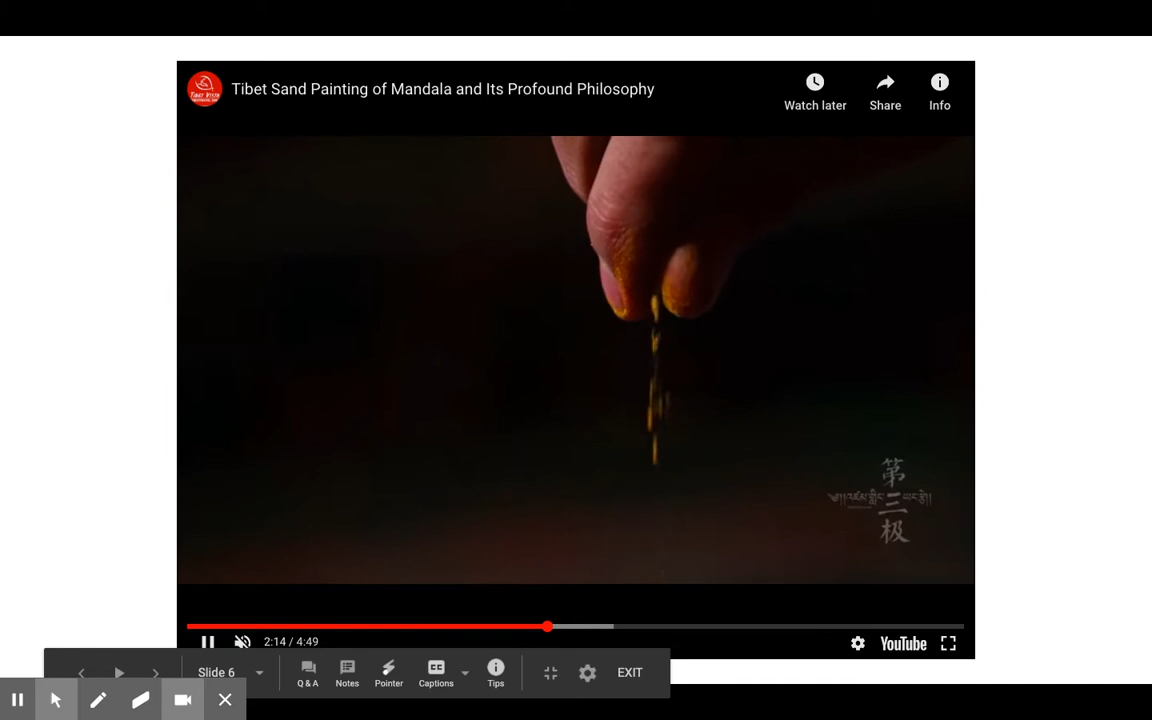 Tibet Sand Painting of Mandala and Its Profound Philosophy
Watch later
Share
Info
第
三
极
2:14 / 4:49
YouTube
Slide 6
Q & A
Notes
Pointer
Captions
Tips
EXIT